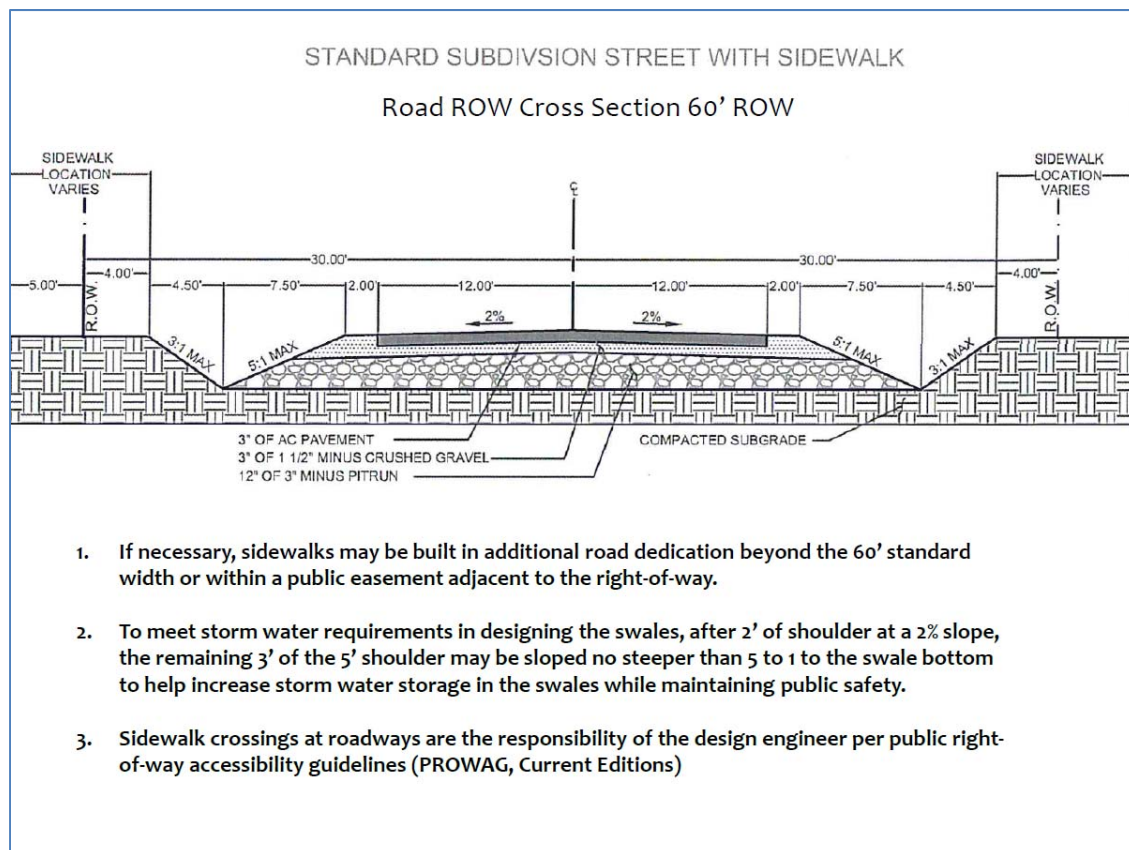 STANDARD SUBDIVSION STREET WITH SIDEWALK
Road ROW Cross Section 60’ ROW
SIDEWALK
LOCATION
VARIES
SIDEWALK
LOCATION
VARIES
℄
30.00' 30.00'
5.00' 4.00' 4.50' 7.50' 2.00' 12.00' 12.00' 2.00' 7.50' 4.50' 4.00'
R.O.W. R.O.W.
2% 2%
3:1 MAX 5:1 MAX 5:1 MAX 3:1 MAX
3" OF AC PAVEMENT
3" OF 1 1/2" MINUS CRUSHED GRAVEL
12" OF 3" MINUS PITRUN
COMPACTED SUBGRADE
1. If necessary, sidewalks may be built in additional road dedication beyond the 60’ standard
width or within a public easement adjacent to the right-of-way.
2. To meet storm water requirements in designing the swales, after 2’ of shoulder at a 2% slope,
the remaining 3’ of the 5’ shoulder may be sloped no steeper than 5 to 1 to the swale bottom
to help increase storm water storage in the swales while maintaining public safety.
3. Sidewalk crossings at roadways are the responsibility of the design engineer per public right-
of-way accessibility guidelines (PROWAG, Current Editions)